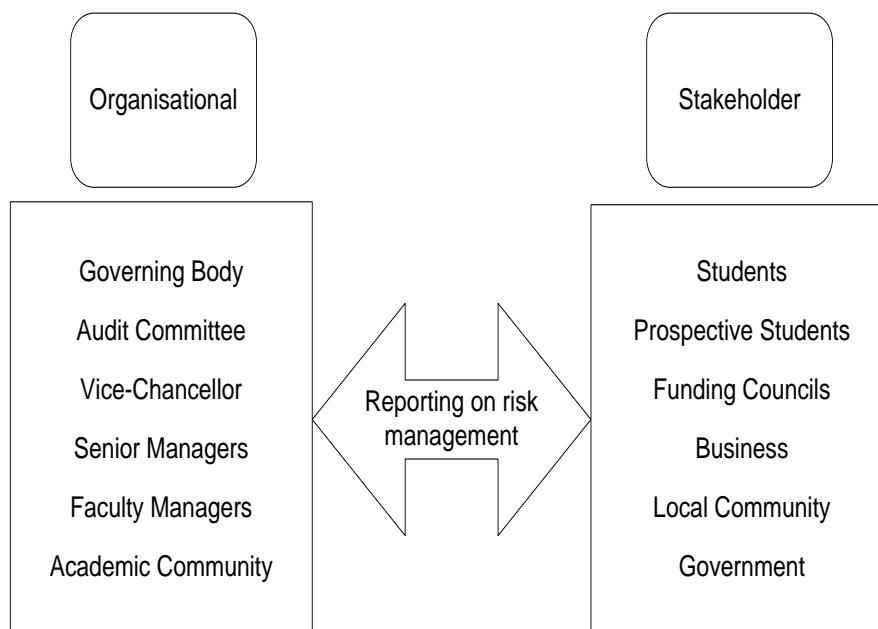 Organisational
Stakeholder
Governing Body
Audit Committee
Vice-Chancellor
Senior Managers
Faculty Managers
Academic Community
Reporting on risk
management
Students
Prospective Students
Funding Councils
Business
Local Community
Government